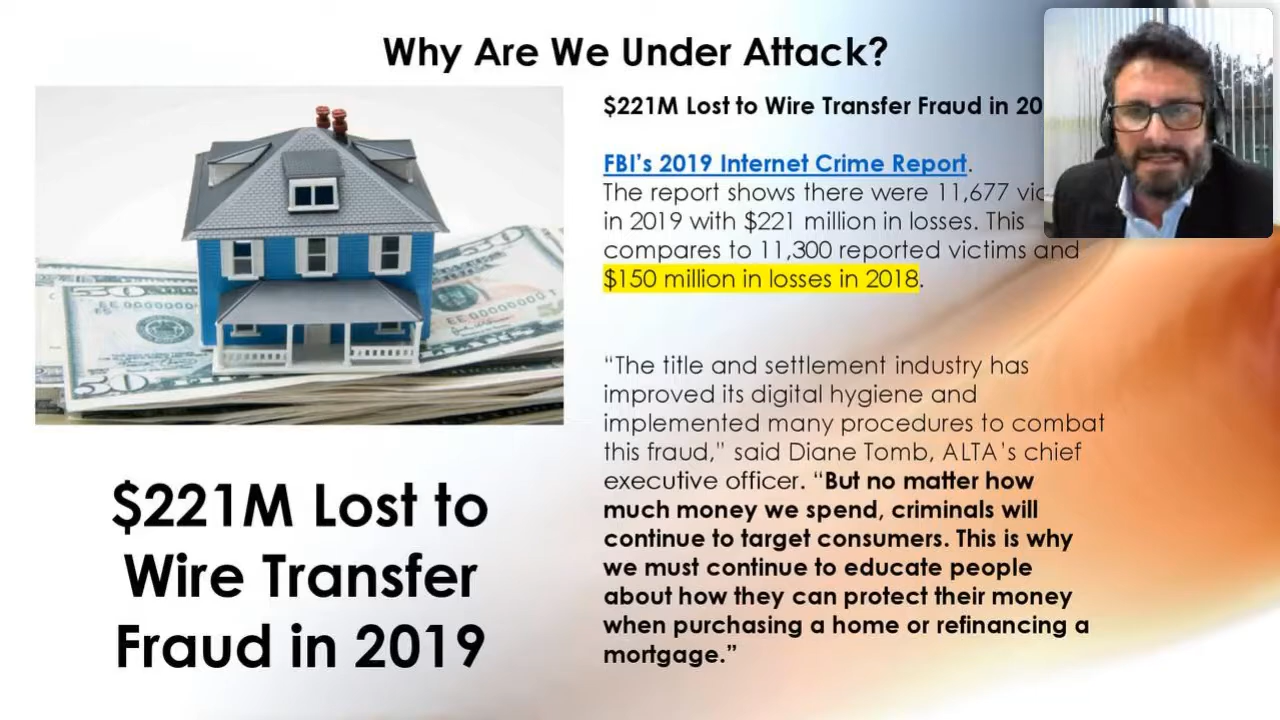 Why Are We Under Attack?
$221M Lost to Wire Transfer Fraud in 20
FBI’s 2019 Internet Crime Report.
The report shows there were 11,677 vic
in 2019 with $221 million in losses. This
compares to 11,300 reported victims and
$150 million in losses in 2018.
“The title and settlement industry has
improved its digital hygiene and
implemented many procedures to combat
this fraud,” said Diane Tomb, ALTA’s chief
executive officer. “But no matter how
much money we spend, criminals will
continue to target consumers. This is why
we must continue to educate people
about how they can protect their money
when purchasing a home or refinancing a
mortgage.”
$221M Lost to
Wire Transfer
Fraud in 2019